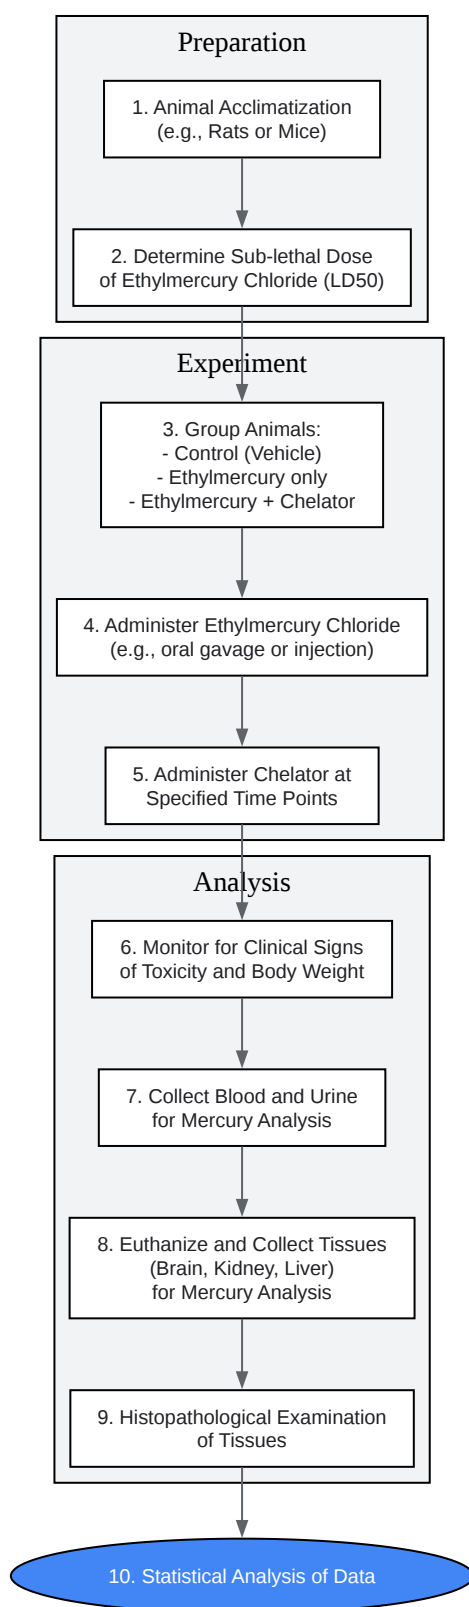 Preparation
1. Animal Acclimatization
(e.g., Rats or Mice)
2. Determine Sub-lethal Dose
of Ethylmercury Chloride (LD50)
Experiment
3. Group Animals:
- Control (Vehicle)
- Ethylmercury only
- Ethylmercury + Chelator
4. Administer Ethylmercury Chloride
(e.g., oral gavage or injection)
5. Administer Chelator at
Specified Time Points
Analysis
6. Monitor for Clinical Signs
of Toxicity and Body Weight
7. Collect Blood and Urine
for Mercury Analysis
8. Euthanize and Collect Tissues
(Brain, Kidney, Liver)
for Mercury Analysis
9. Histopathological Examination
of Tissues
10. Statistical Analysis of Data